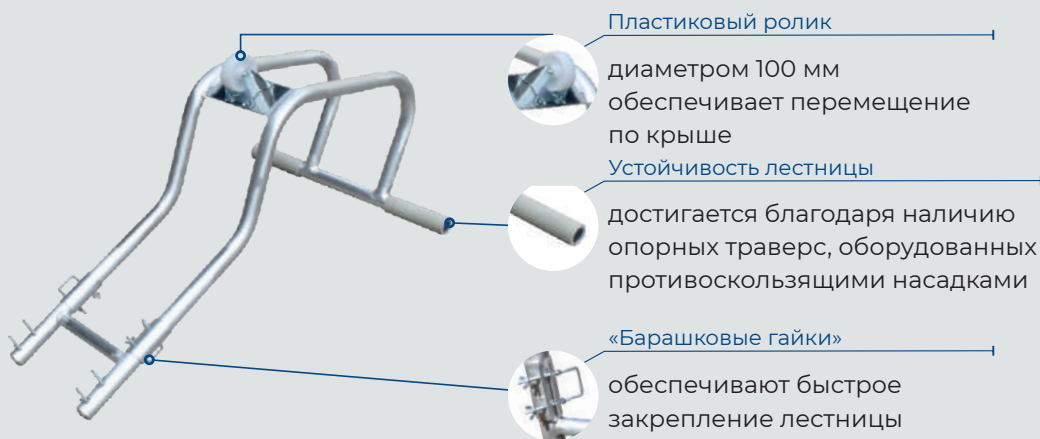 Пластиковый ролик
диаметром 100 мм
обеспечивает перемещение
по крыше
Устойчивость лестницы
достигается благодаря наличию
опорных траверс, оборудованных
противоскользящими насадками
«Барашковые гайки»
обеспечивают быстрое
закрепление лестницы